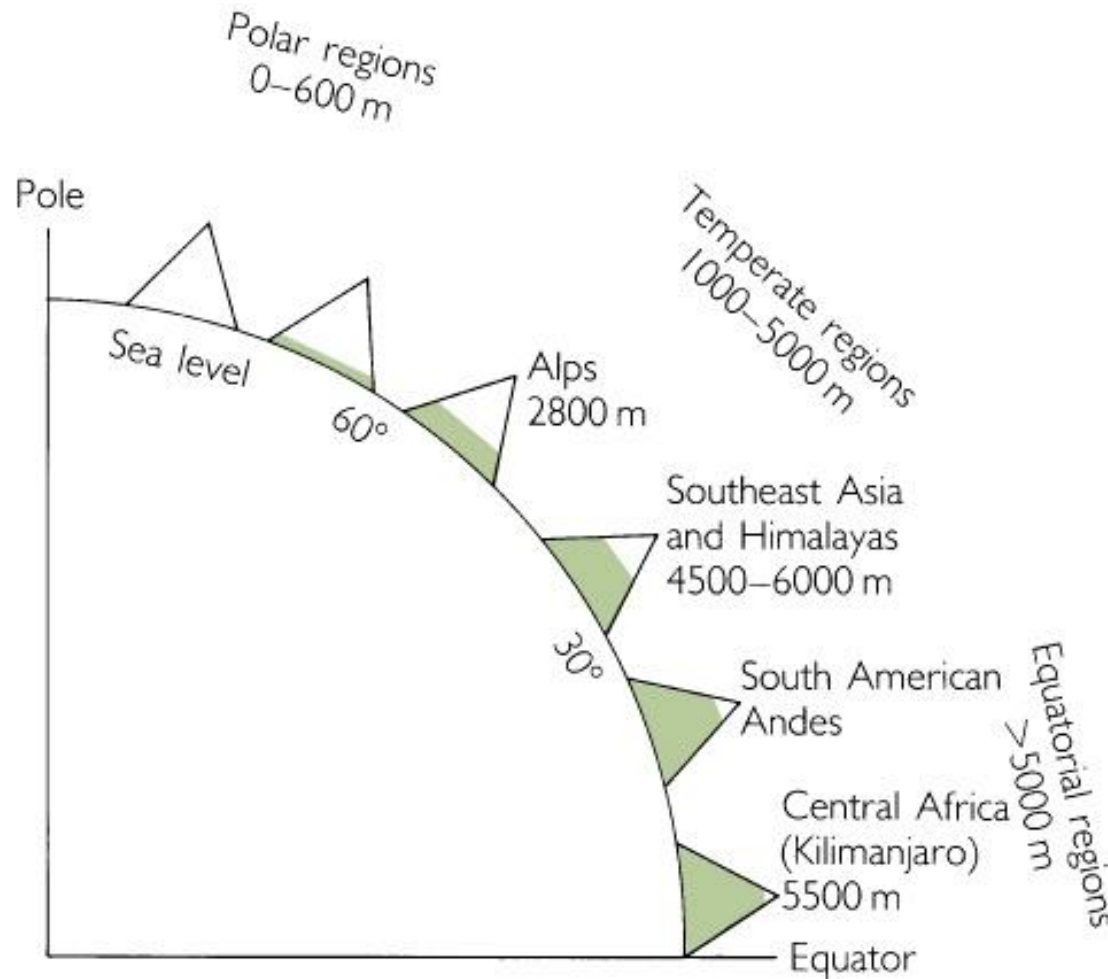 Polar regions
0–600 m
Pole
Temperate regions
1000–5000 m
Sea level
60°
Alps
2800 m
Southeast Asia
and Himalayas
4500–6000 m
30°
South American
Andes
Equatorial regions
>5000 m
Central Africa
(Kilimanjaro)
5500 m
Equator